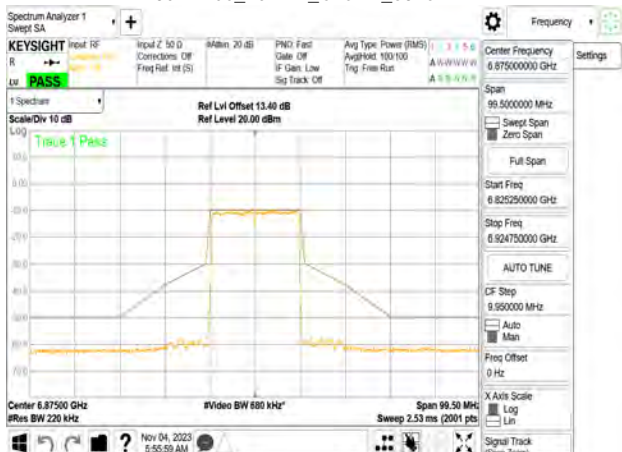 Spectrum Analyzer 1
Swept SA
+
Frequency
KEYSIGHT
Input: RF
Input Z: 50 Ω
#Atten: 20 dB
PNO: Fast
Avg Type: Power (RMS)
R
Corrections: Off
Gate: Off
Avg|Hold: 100/100
Freq Ref: Int (S)
IF Gain: Low
Trig: Free Run
Sig Track: Off
PASS
Center Frequency
6.875000000 GHz
Settings
Span
99.5000000 MHz
Swept Span
Zero Span
Full Span
Start Freq
6.825250000 GHz
Stop Freq
6.924750000 GHz
AUTO TUNE
CF Step
9.950000 MHz
Auto
Man
Freq Offset
0 Hz
X Axis Scale
Log
Lin
Signal Track
1 Spectrum
Scale/Div 10 dB
Ref Lvl Offset 13.40 dB
Ref Level 20.00 dBm
Log
Trace 1 Pass
Center 6.87500 GHz
#Video BW 680 kHz*
Span 99.50 MHz
#Res BW 220 kHz
Sweep 2.53 ms (2001 pts
?
Nov 04, 2023
5:55:59 AM